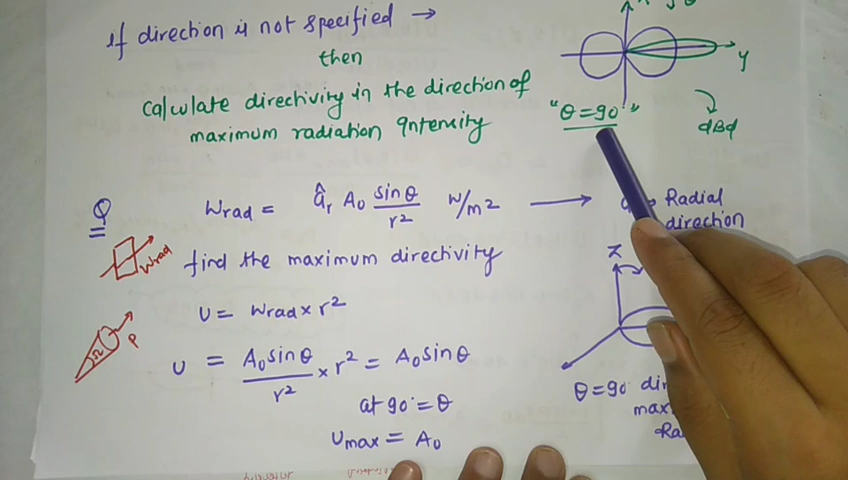 If direction is not specified →
then
calculate directivity in the direction of
maximum radiation intensity
θ
y
"θ = 90°"
dBd
Q
Wrad = âr A0 sinθ / r² W/m² → Radial
direction
Wrad
find the maximum directivity
z
U = Wrad × r²
Ω P
U = A0 sinθ / r² × r² = A0 sinθ
at 90° = θ
θ = 90
Umax = A0